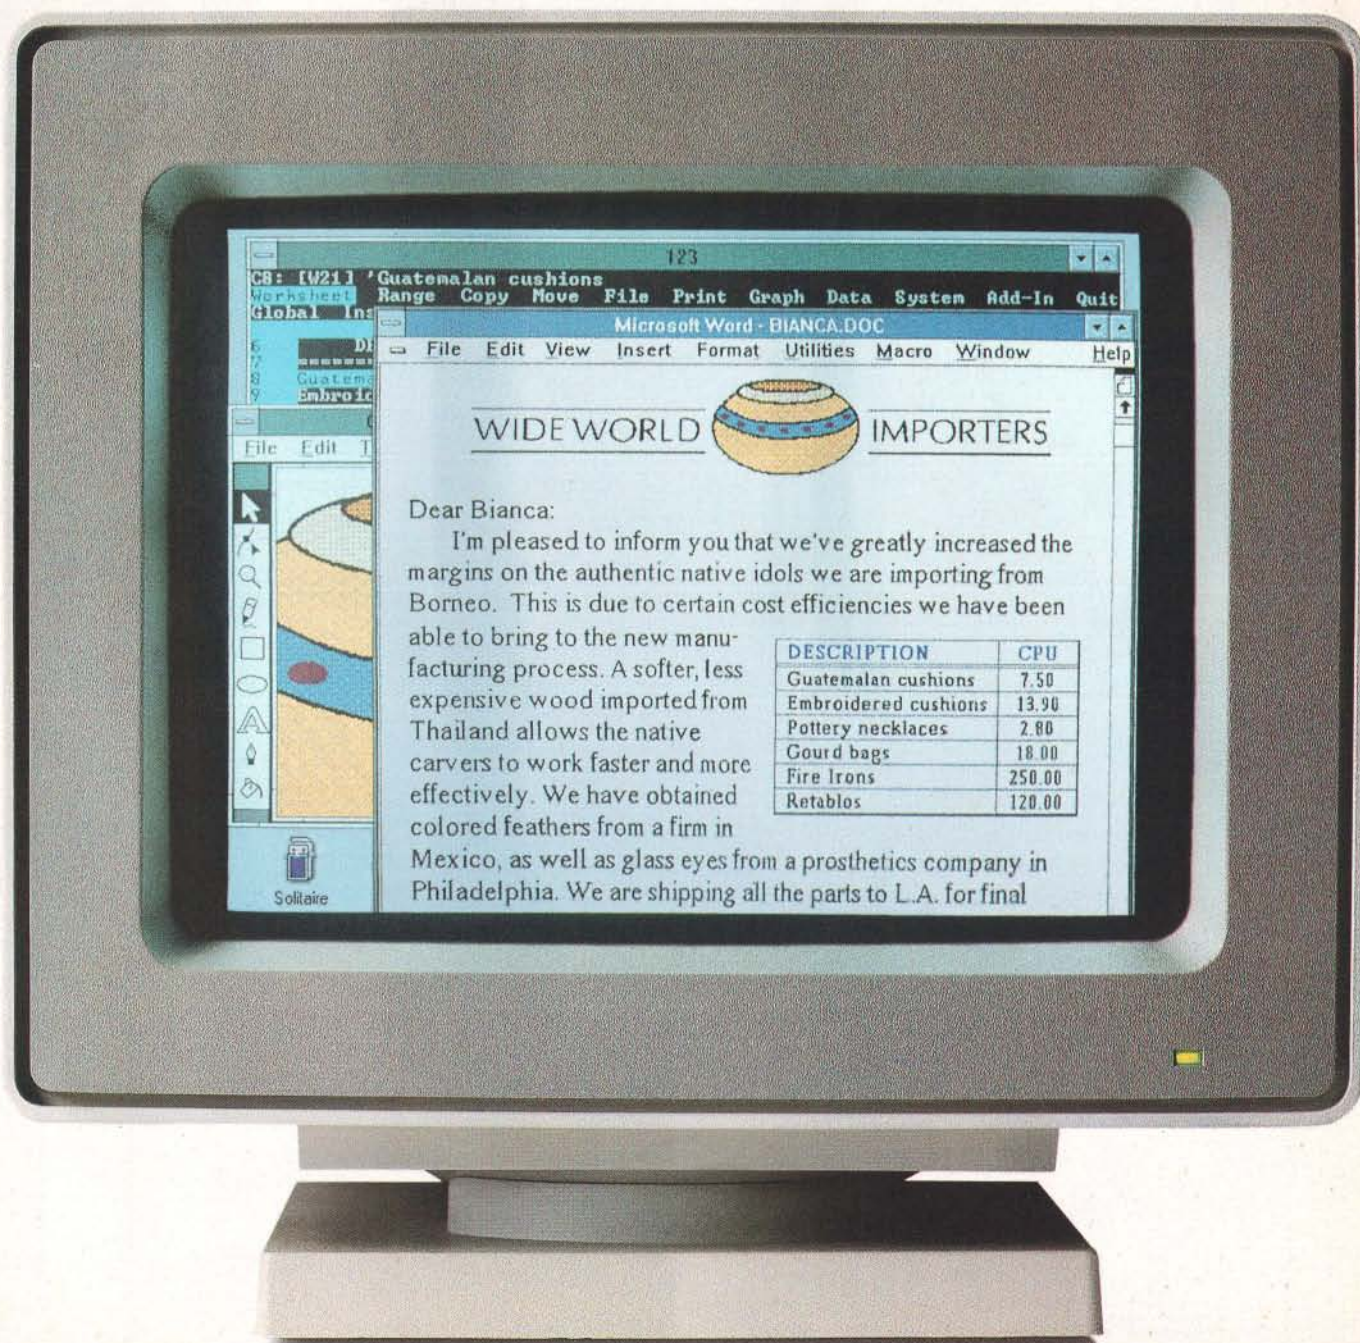 123
C8: [W21] 'Guatemalan cushions
Worksheet Range Copy Move File Print Graph Data System Add-In Quit
Global
6
7
8
9
Microsoft Word - BIANCA.DOC
File Edit View Insert Format Utilities Macro Window Help
File Edit
WIDE WORLD IMPORTERS
Dear Bianca:
I'm pleased to inform you that we've greatly increased the
margins on the authentic native idols we are importing from
Borneo. This is due to certain cost efficiencies we have been
able to bring to the new manu-
facturing process. A softer, less
expensive wood imported from
Thailand allows the native
carvers to work faster and more
effectively. We have obtained
colored feathers from a firm in
Mexico, as well as glass eyes from a prosthetics company in
Philadelphia. We are shipping all the parts to L.A. for final
DESCRIPTION CPU
Guatemalan cushions 7.50
Embroidered cushions 13.90
Pottery necklaces 2.80
Gourd bags 18.00
Fire Irons 250.00
Retablos 120.00
A
Solitaire